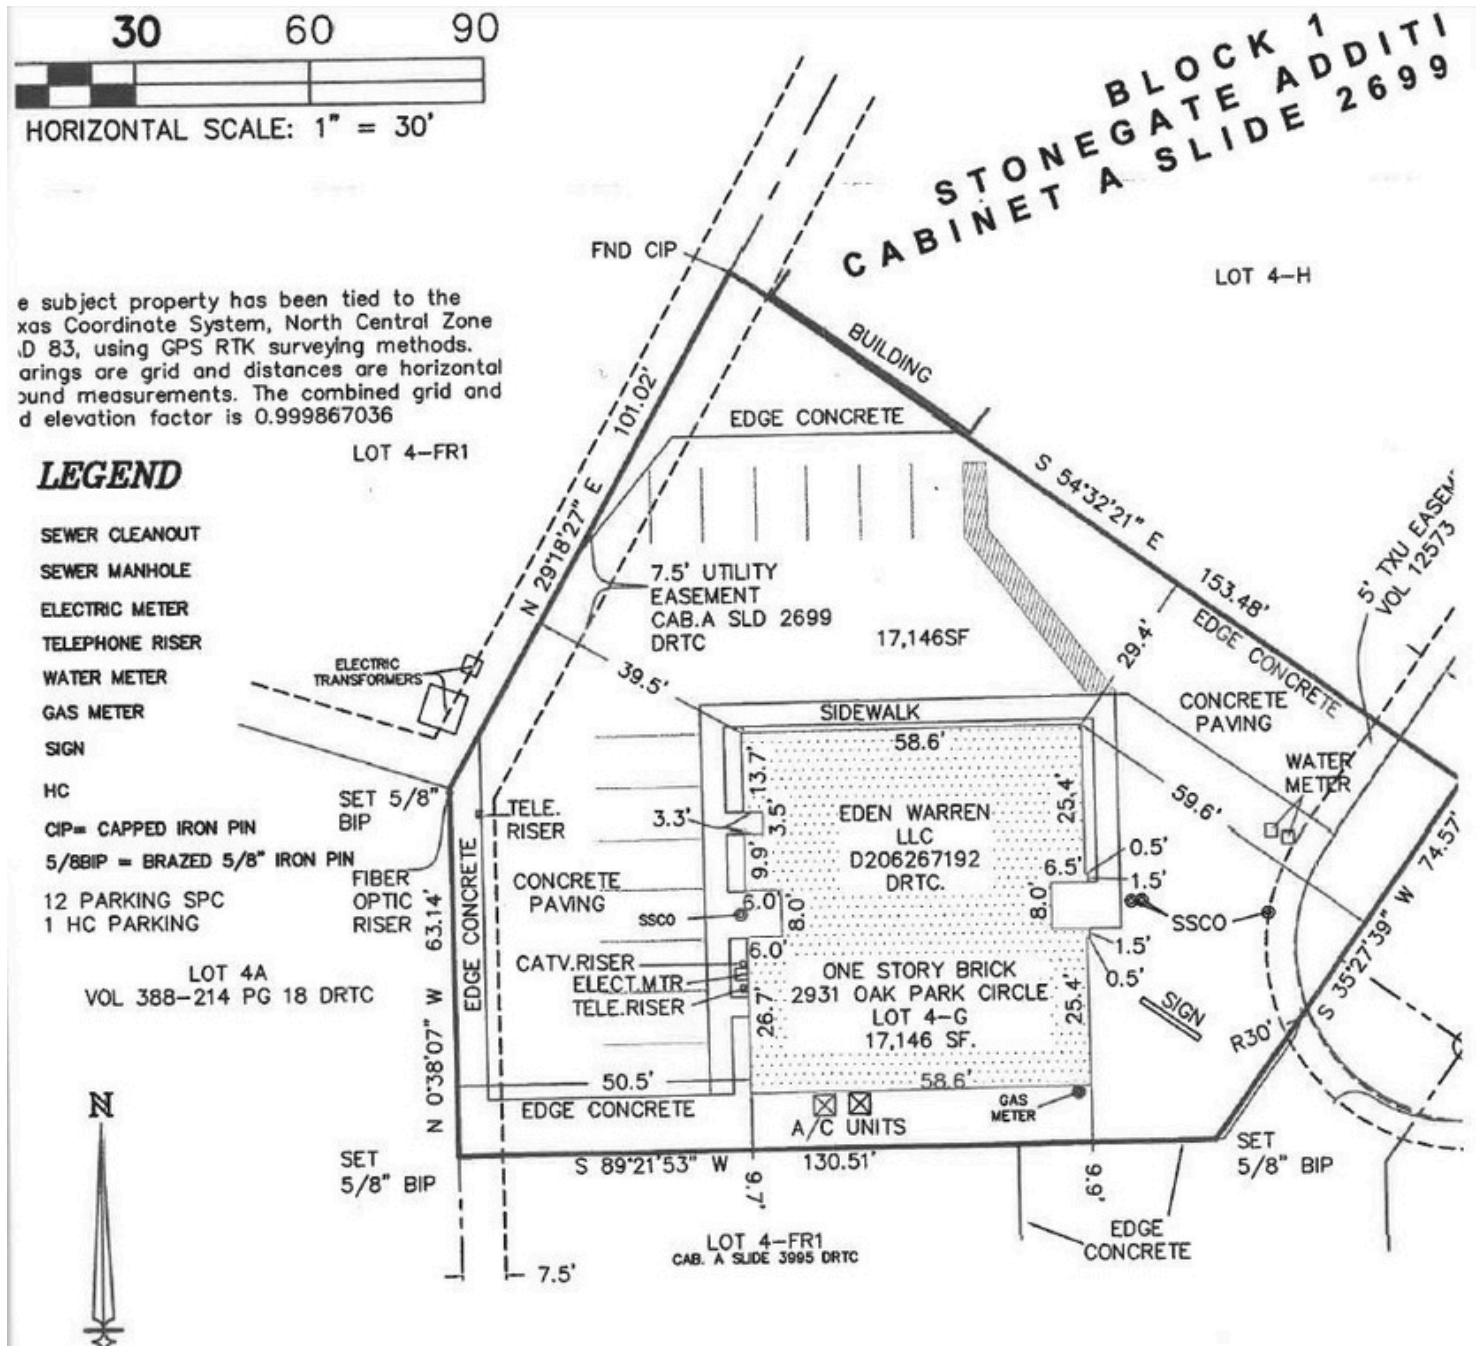 30 60 90
HORIZONTAL SCALE: 1" = 30'
BLOCK 1
STONEGATE ADDITI
CABINET A SLIDE 2699
FND CIP
LOT 4-H
e subject property has been tied to the
xas Coordinate System, North Central Zone
D 83, using GPS RTK surveying methods.
arings are grid and distances are horizontal
ound measurements. The combined grid and
d elevation factor is 0.999867036
BUILDING
101.02'
EDGE CONCRETE
LOT 4-FR1
LEGEND
SEWER CLEANOUT
SEWER MANHOLE
ELECTRIC METER
TELEPHONE RISER
WATER METER
GAS METER
SIGN
HC
CIP= CAPPED IRON PIN
5/8BIP = BRAZED 5/8" IRON PIN
12 PARKING SPC
1 HC PARKING
N 29°18'27" E
S 54°32'21" E
153.48'
EDGE CONCRETE
5' TXU EASEM
VOL 12573
7.5' UTILITY
EASEMENT
CAB.A SLD 2699
DRTC
17,146SF
29.4'
39.5'
ELECTRIC
TRANSFORMERS
SIDEWALK
CONCRETE
PAVING
58.6'
WATER
METER
SET 5/8"
BIP
TELE.
RISER
13.7'
3.3'
3.5'
9.9'
EDEN WARREN
LLC
D206267192
DRTC.
25.4'
59.6'
74.57'
0.5'
6.5'
1.5'
8.0'
FIBER
OPTIC
RISER
63.14'
EDGE CONCRETE
CONCRETE
PAVING
SSCO
6.0'
8.0'
SSCO
6.0'
1.5'
0.5'
CATV.RISER
ELECT.MTR
TELE.RISER
ONE STORY BRICK
2931 OAK PARK CIRCLE
LOT 4-G
17,146 SF.
26.7'
25.4'
SIGN
S 35°27'39" W
R30'
LOT 4A
VOL 388-214 PG 18 DRTC
N 0°38'07" W
50.5'
EDGE CONCRETE
58.6'
GAS
METER
A/C UNITS
N
SET
5/8" BIP
S 89°21'53" W 130.51'
SET
5/8" BIP
9.7'
9.9'
EDGE
CONCRETE
LOT 4-FR1
CAB. A SLIDE 3995 DRTC
7.5'